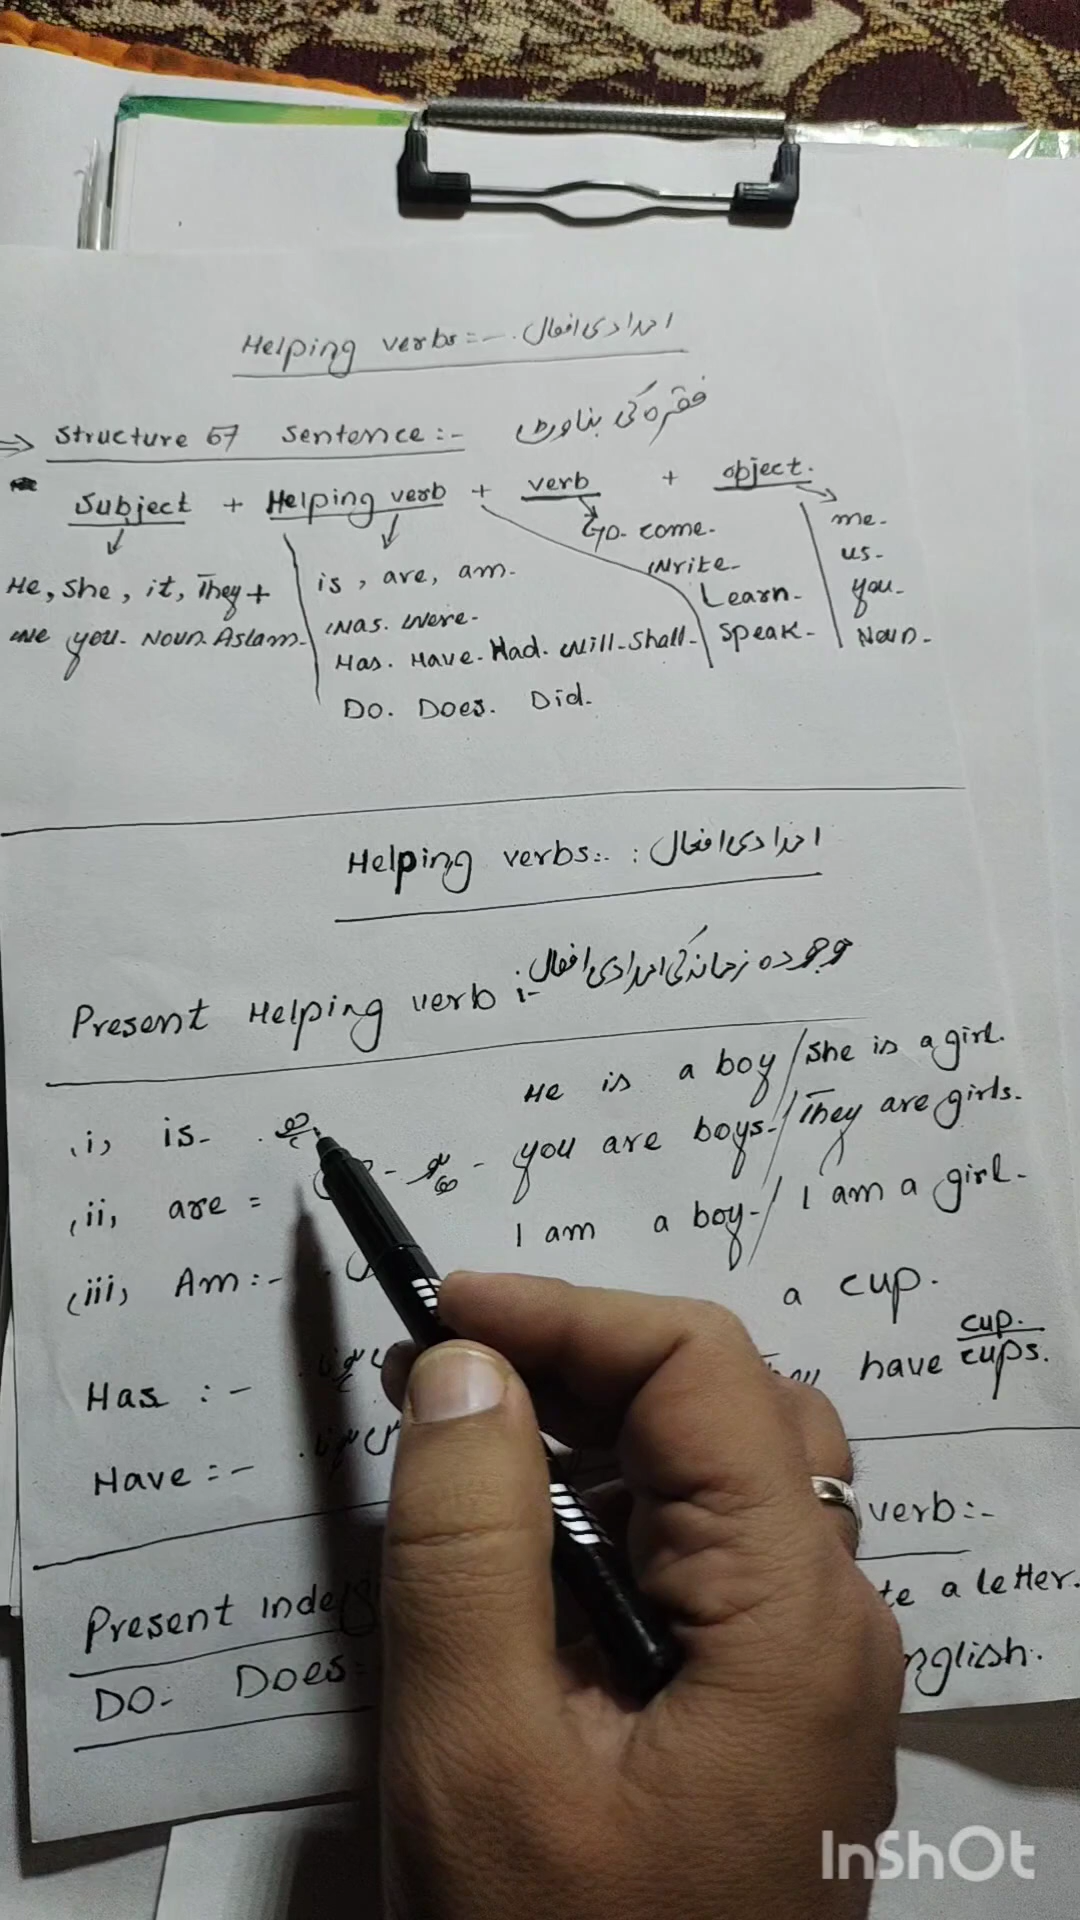 Helping verbs:- امدادی افعال
⇒ Structure of Sentence:- فقرہ کی بناوٹ
Subject + Helping verb + verb + object.
He, She, it, They +
we you. Noun. Aslam.
is, are, am.
Was. Were.
Has. Have. Had. Will. Shall.
Do. Does. Did.
Go. come.
Write.
Learn.
Speak.
me.
us.
you.
Noun.
Helping verbs:. : امدادی افعال
Present Helping verb :- موجودہ زمانہ کی امدادی افعال
(i) is - ہے He is a boy / She is a girl.
(ii) are = - ہو - you are boys. / They are girls.
(iii) Am :- I am a boy. / I am a girl.
Has :- a cup.
Have :- have cup. cups.
verb:-
Present a letter.
DO. Does English.
InShOt